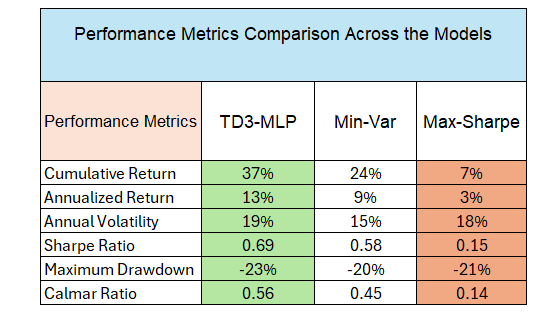 Performance Metrics Comparison Across the Models
Performance Metrics TD3-MLP Min-Var Max-Sharpe
Cumulative Return 37% 24% 7%
Annualized Return 13% 9% 3%
Annual Volatility 19% 15% 18%
Sharpe Ratio 0.69 0.58 0.15
Maximum Drawdown -23% -20% -21%
Calmar Ratio 0.56 0.45 0.14